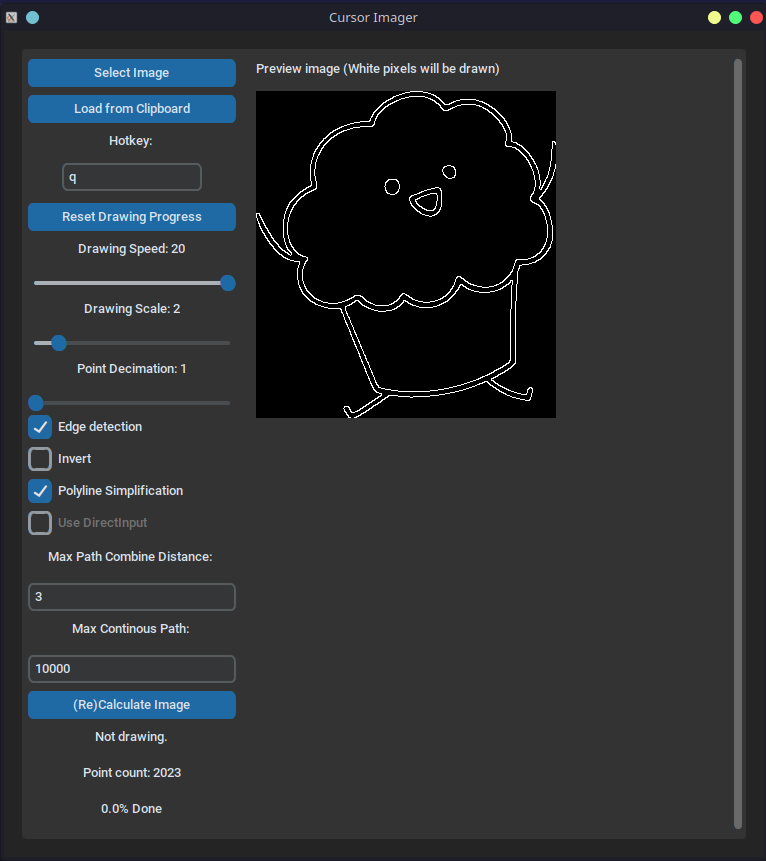 Cursor Imager
Select Image
Load from Clipboard
Hotkey:
q
Reset Drawing Progress
Drawing Speed: 20
Drawing Scale: 2
Point Decimation: 1
Edge detection
Invert
Polyline Simplification
Use DirectInput
Max Path Combine Distance:
3
Max Continous Path:
10000
(Re)Calculate Image
Not drawing.
Point count: 2023
0.0% Done
Preview image (White pixels will be drawn)